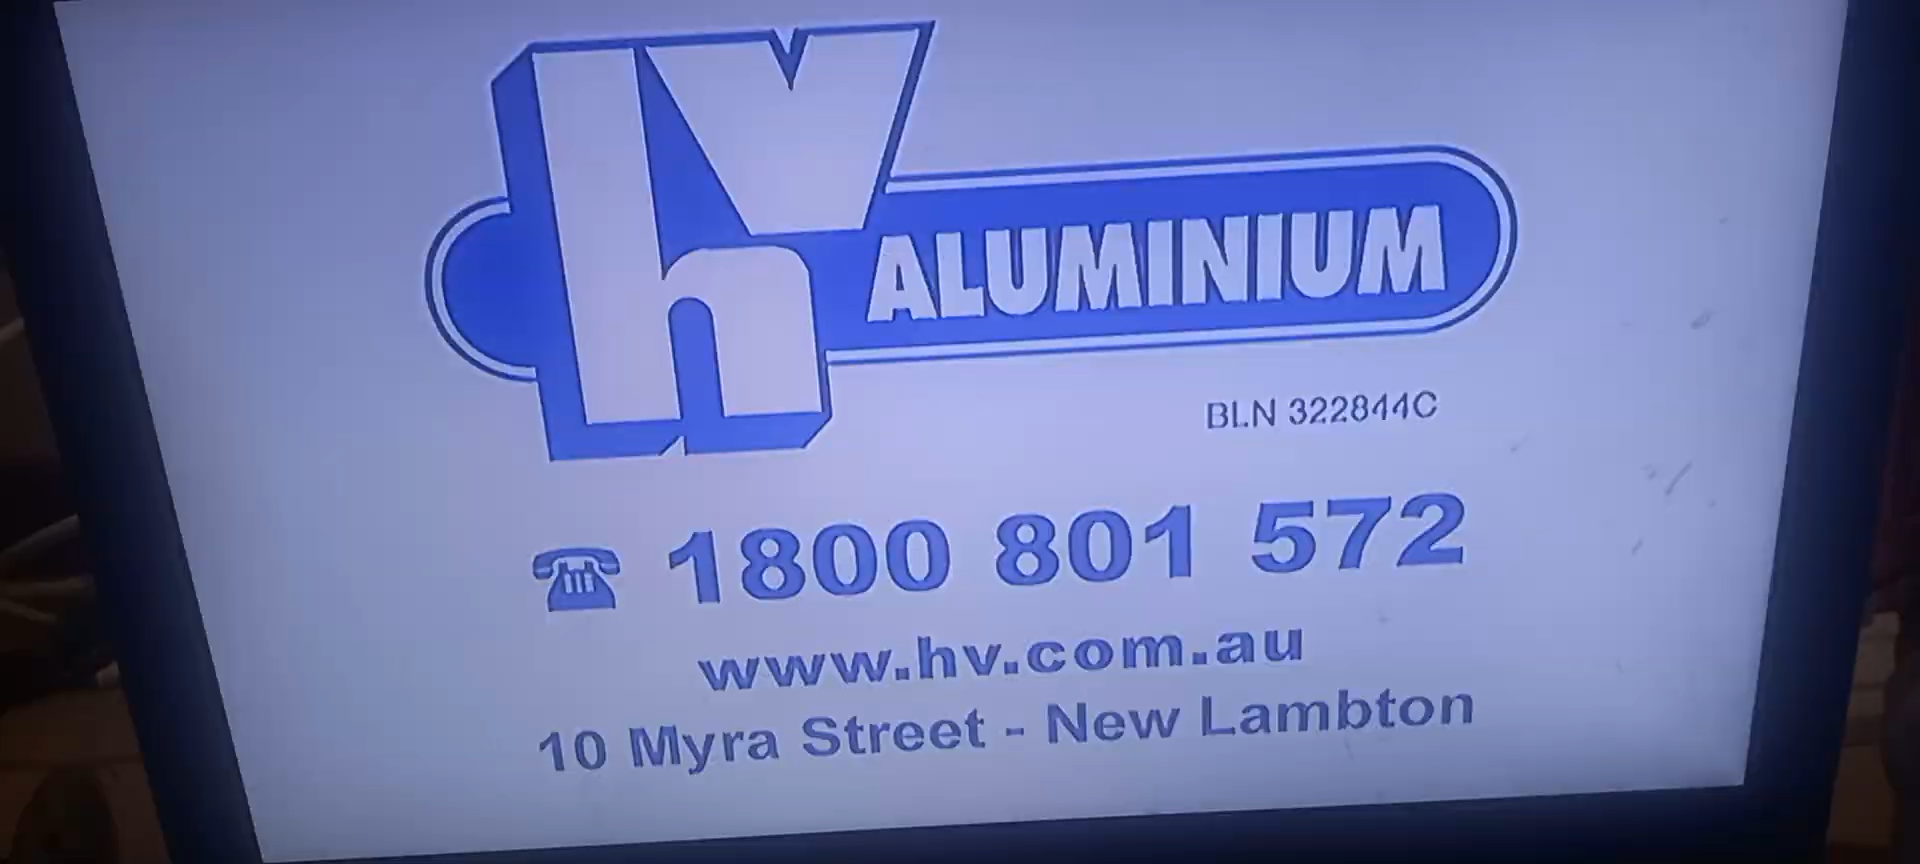 hv
ALUMINIUM
BLN 322844C
☎ 1800 801 572
www.hv.com.au
10 Myra Street - New Lambton